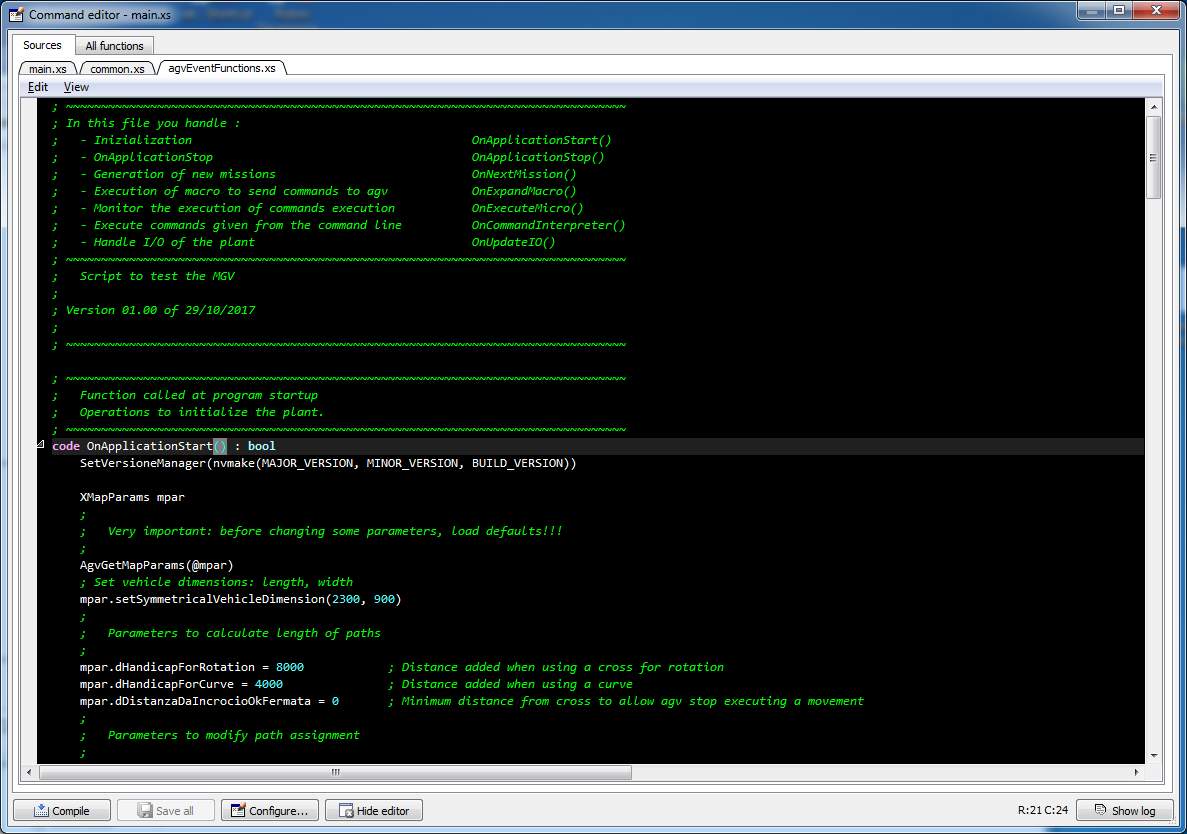 Command editor - main.xs
Sources
All functions
main.xs
common.xs
agvEventFunctions.xs
Edit
View
; ~~~~~~~~~~~~~~~~~~~~~~~~~~~~~~~~~~~~~~~~~~~~~~~~~~~~~~~~~~~~~~~~~~~~~~~~~~~~~~~~
; In this file you handle :
;   - Inizialization                                        OnApplicationStart()
;   - OnApplicationStop                                     OnApplicationStop()
;   - Generation of new missions                            OnNextMission()
;   - Execution of macro to send commands to agv            OnExpandMacro()
;   - Monitor the execution of commands execution           OnExecuteMicro()
;   - Execute commands given from the command line          OnCommandInterpreter()
;   - Handle I/O of the plant                               OnUpdateIO()
; ~~~~~~~~~~~~~~~~~~~~~~~~~~~~~~~~~~~~~~~~~~~~~~~~~~~~~~~~~~~~~~~~~~~~~~~~~~~~~~~~
;   Script to test the MGV
;
; Version 01.00 of 29/10/2017
;
; ~~~~~~~~~~~~~~~~~~~~~~~~~~~~~~~~~~~~~~~~~~~~~~~~~~~~~~~~~~~~~~~~~~~~~~~~~~~~~~~~
; ~~~~~~~~~~~~~~~~~~~~~~~~~~~~~~~~~~~~~~~~~~~~~~~~~~~~~~~~~~~~~~~~~~~~~~~~~~~~~~~~
;   Function called at program startup
;   Operations to initialize the plant.
; ~~~~~~~~~~~~~~~~~~~~~~~~~~~~~~~~~~~~~~~~~~~~~~~~~~~~~~~~~~~~~~~~~~~~~~~~~~~~~~~~
code OnApplicationStart() : bool
    SetVersioneManager(nvmake(MAJOR_VERSION, MINOR_VERSION, BUILD_VERSION))
    XMapParams mpar
    ;
    ;   Very important: before changing some parameters, load defaults!!!
    ;
    AgvGetMapParams(@mpar)
    ; Set vehicle dimensions: length, width
    mpar.setSymmetricalVehicleDimension(2300, 900)
    ;
    ;   Parameters to calculate length of paths
    ;
    mpar.dHandicapForRotation = 8000            ; Distance added when using a cross for rotation
    mpar.dHandicapForCurve = 4000               ; Distance added when using a curve
    mpar.dDistanzaDaIncrocioOkFermata = 0       ; Minimum distance from cross to allow agv stop executing a movement
    ;
    ;   Parameters to modify path assignment
    ;
Compile
Save all
Configure...
Hide editor
R:21 C:24
Show log